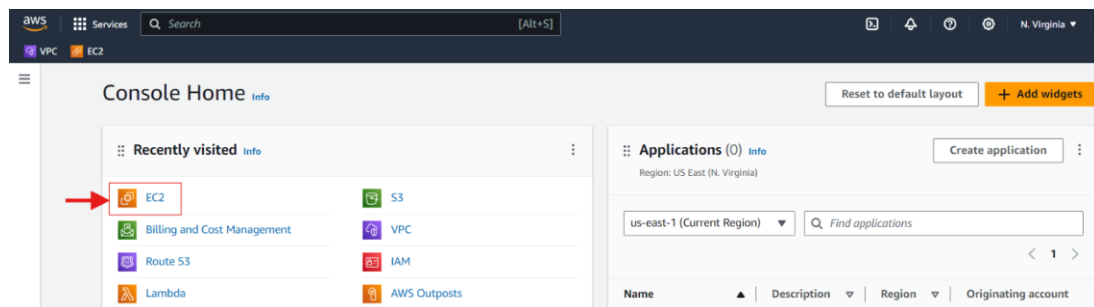 aws Services Search [Alt+S] N. Virginia
VPC EC2
Console Home Info
Reset to default layout + Add widgets
Recently visited Info
EC2
S3
Billing and Cost Management
VPC
Route 53
IAM
Lambda
AWS Outposts
Applications (0) Info
Create application
Region: US East (N. Virginia)
us-east-1 (Current Region) Find applications
1
Name Description Region Originating account